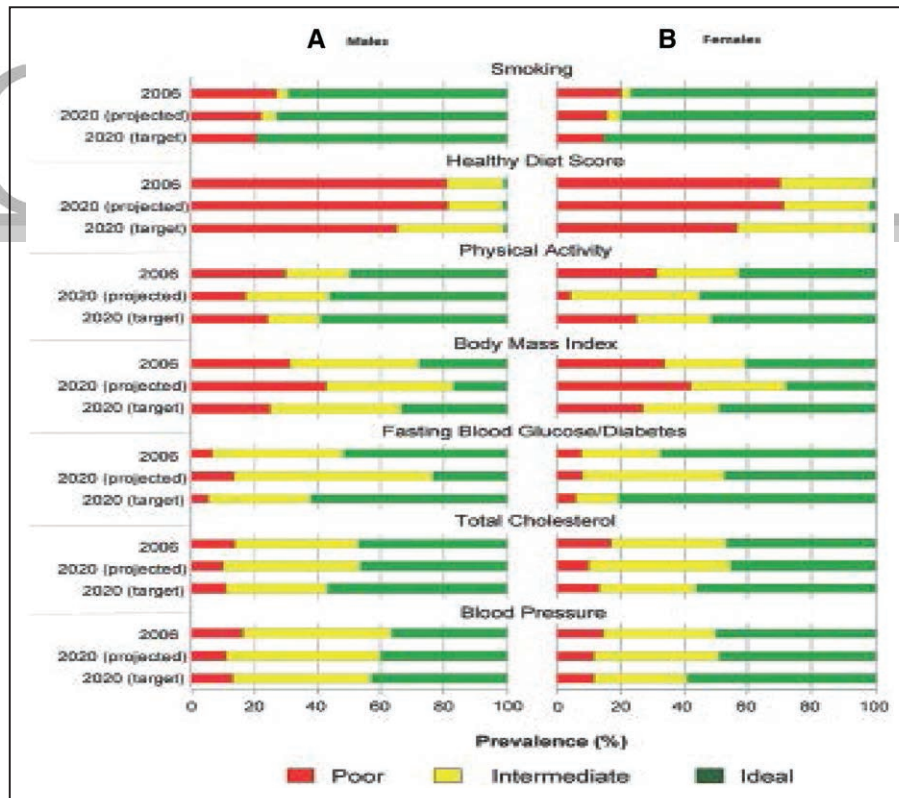 A Males B Females
Smoking
2006
2020 (projected)
2020 (target)
Healthy Diet Score
2006
2020 (projected)
2020 (target)
Physical Activity
2006
2020 (projected)
2020 (target)
Body Mass Index
2006
2020 (projected)
2020 (target)
Fasting Blood Glucose/Diabetes
2006
2020 (projected)
2020 (target)
Total Cholesterol
2006
2020 (projected)
2020 (target)
Blood Pressure
2006
2020 (projected)
2020 (target)
0 20 40 60 80 100 0 20 40 60 80 100
Prevalence (%)
Poor Intermediate Ideal